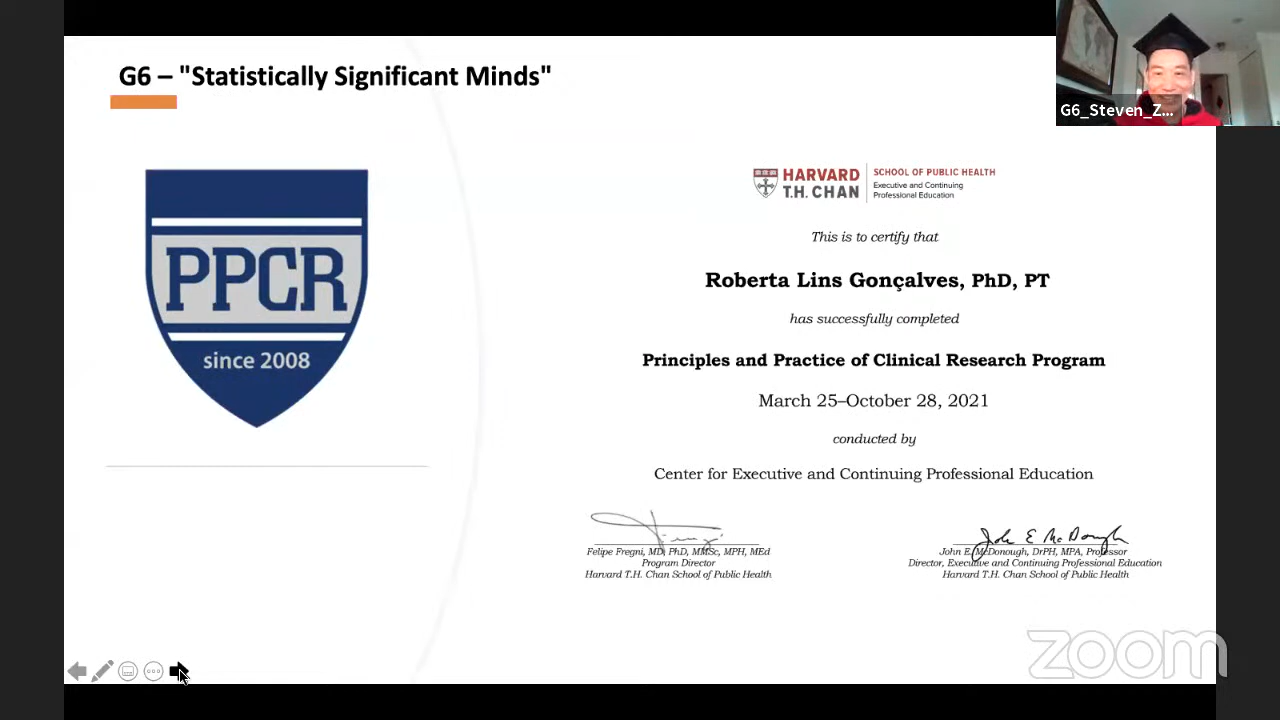 G6 – "Statistically Significant Minds"
G6_Steven_Z...
PPCR
since 2008
HARVARD
T.H. CHAN
SCHOOL OF PUBLIC HEALTH
Executive and Continuing
Professional Education
This is to certify that
Roberta Lins Gonçalves, PhD, PT
has successfully completed
Principles and Practice of Clinical Research Program
March 25–October 28, 2021
conducted by
Center for Executive and Continuing Professional Education
John E McDonough
Felipe Fregni, MD, PhD, MMSc, MPH, MEd
Program Director
Harvard T.H. Chan School of Public Health
John E. McDonough, DrPH, MPA, Professor
Director, Executive and Continuing Professional Education
Harvard T.H. Chan School of Public Health
zoom